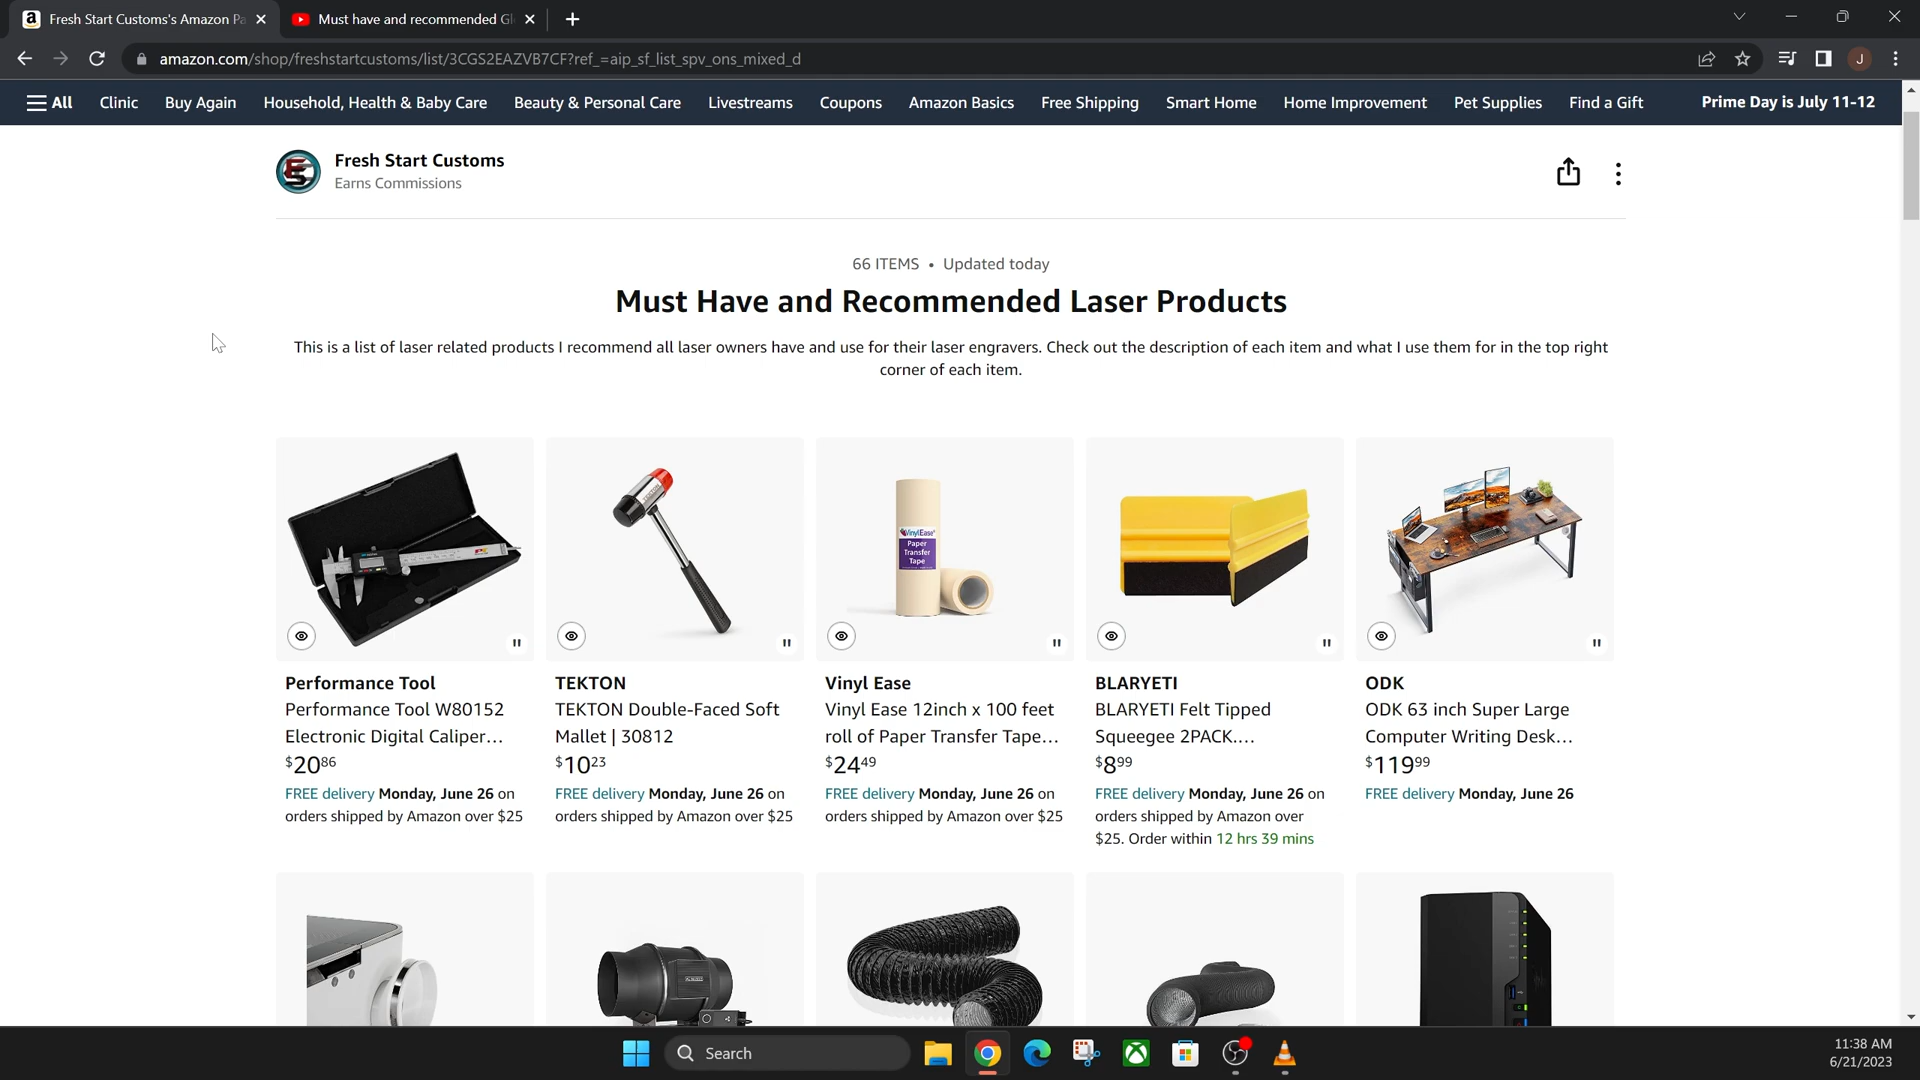 Fresh Start Customs's Amazon Pa
Must have and recommended Gl
amazon.com/shop/freshstartcustoms/list/3CGS2EAZVB7CF?ref_=aip_sf_list_spv_ons_mixed_d
J
All Clinic Buy Again Household, Health & Baby Care Beauty & Personal Care Livestreams Coupons Amazon Basics Free Shipping Smart Home Home Improvement Pet Supplies Find a Gift Prime Day is July 11-12
Fresh Start Customs
Earns Commissions
66 ITEMS • Updated today
Must Have and Recommended Laser Products
This is a list of laser related products I recommend all laser owners have and use for their laser engravers. Check out the description of each item and what I use them for in the top right
corner of each item.
VinylEase
Paper
Transfer
Tape
Performance Tool
Performance Tool W80152
Electronic Digital Caliper...
$2086
FREE delivery Monday, June 26 on
orders shipped by Amazon over $25
TEKTON
TEKTON Double-Faced Soft
Mallet | 30812
$1023
FREE delivery Monday, June 26 on
orders shipped by Amazon over $25
Vinyl Ease
Vinyl Ease 12inch x 100 feet
roll of Paper Transfer Tape...
$2449
FREE delivery Monday, June 26 on
orders shipped by Amazon over $25
BLARYETI
BLARYETI Felt Tipped
Squeegee 2PACK....
$899
FREE delivery Monday, June 26 on
orders shipped by Amazon over
$25. Order within 12 hrs 39 mins
ODK
ODK 63 inch Super Large
Computer Writing Desk...
$11999
FREE delivery Monday, June 26
Search
11:38 AM
6/21/2023